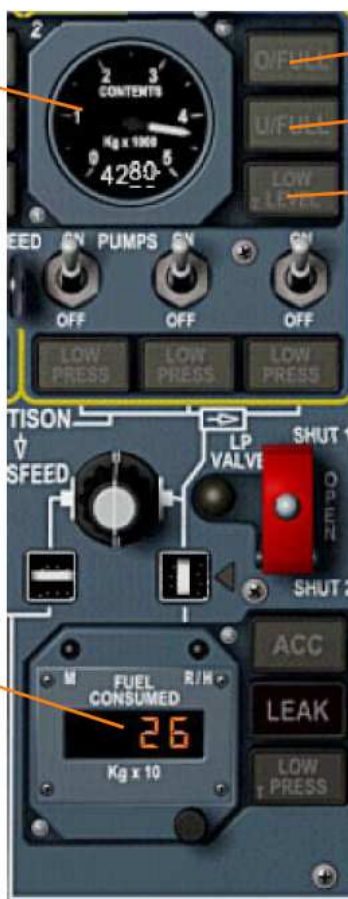 2
2 3
CONTENTS
1 4
Kg x 1000
0 5
4280
O/FULL
U/FULL
LOW
LEVEL
EED ON PUMPS ON ON
OFF OFF OFF
LOW
PRESS
LOW
PRESS
LOW
PRESS
TISON
SFEED
LP
VALVE
SHUT 1
OPEN
SHUT 2
M R/H
FUEL
CONSUMED
26
Kg x 10
ACC
LEAK
LOW
PRESS